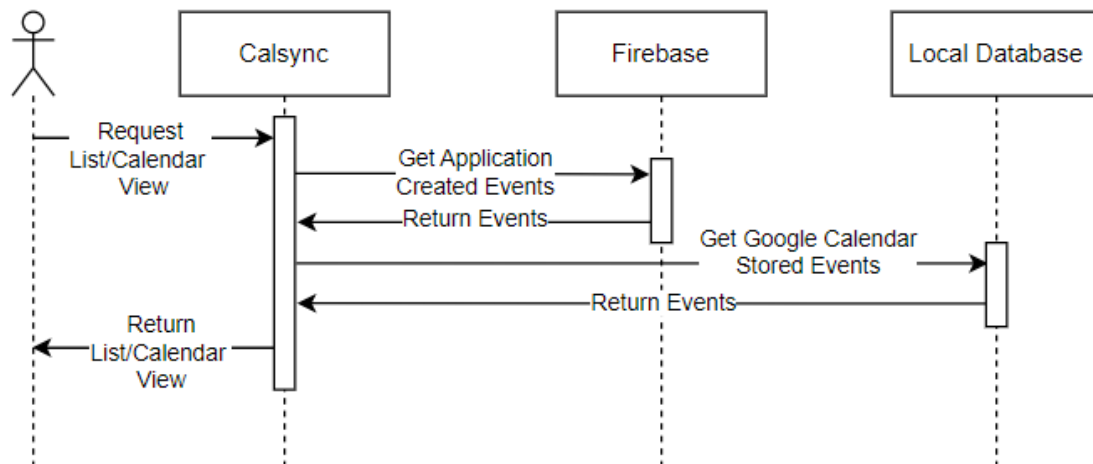 Calsync
Firebase
Local Database
Request
List/Calendar
View
Get Application
Created Events
Return Events
Get Google Calendar
Stored Events
Return Events
Return
List/Calendar
View